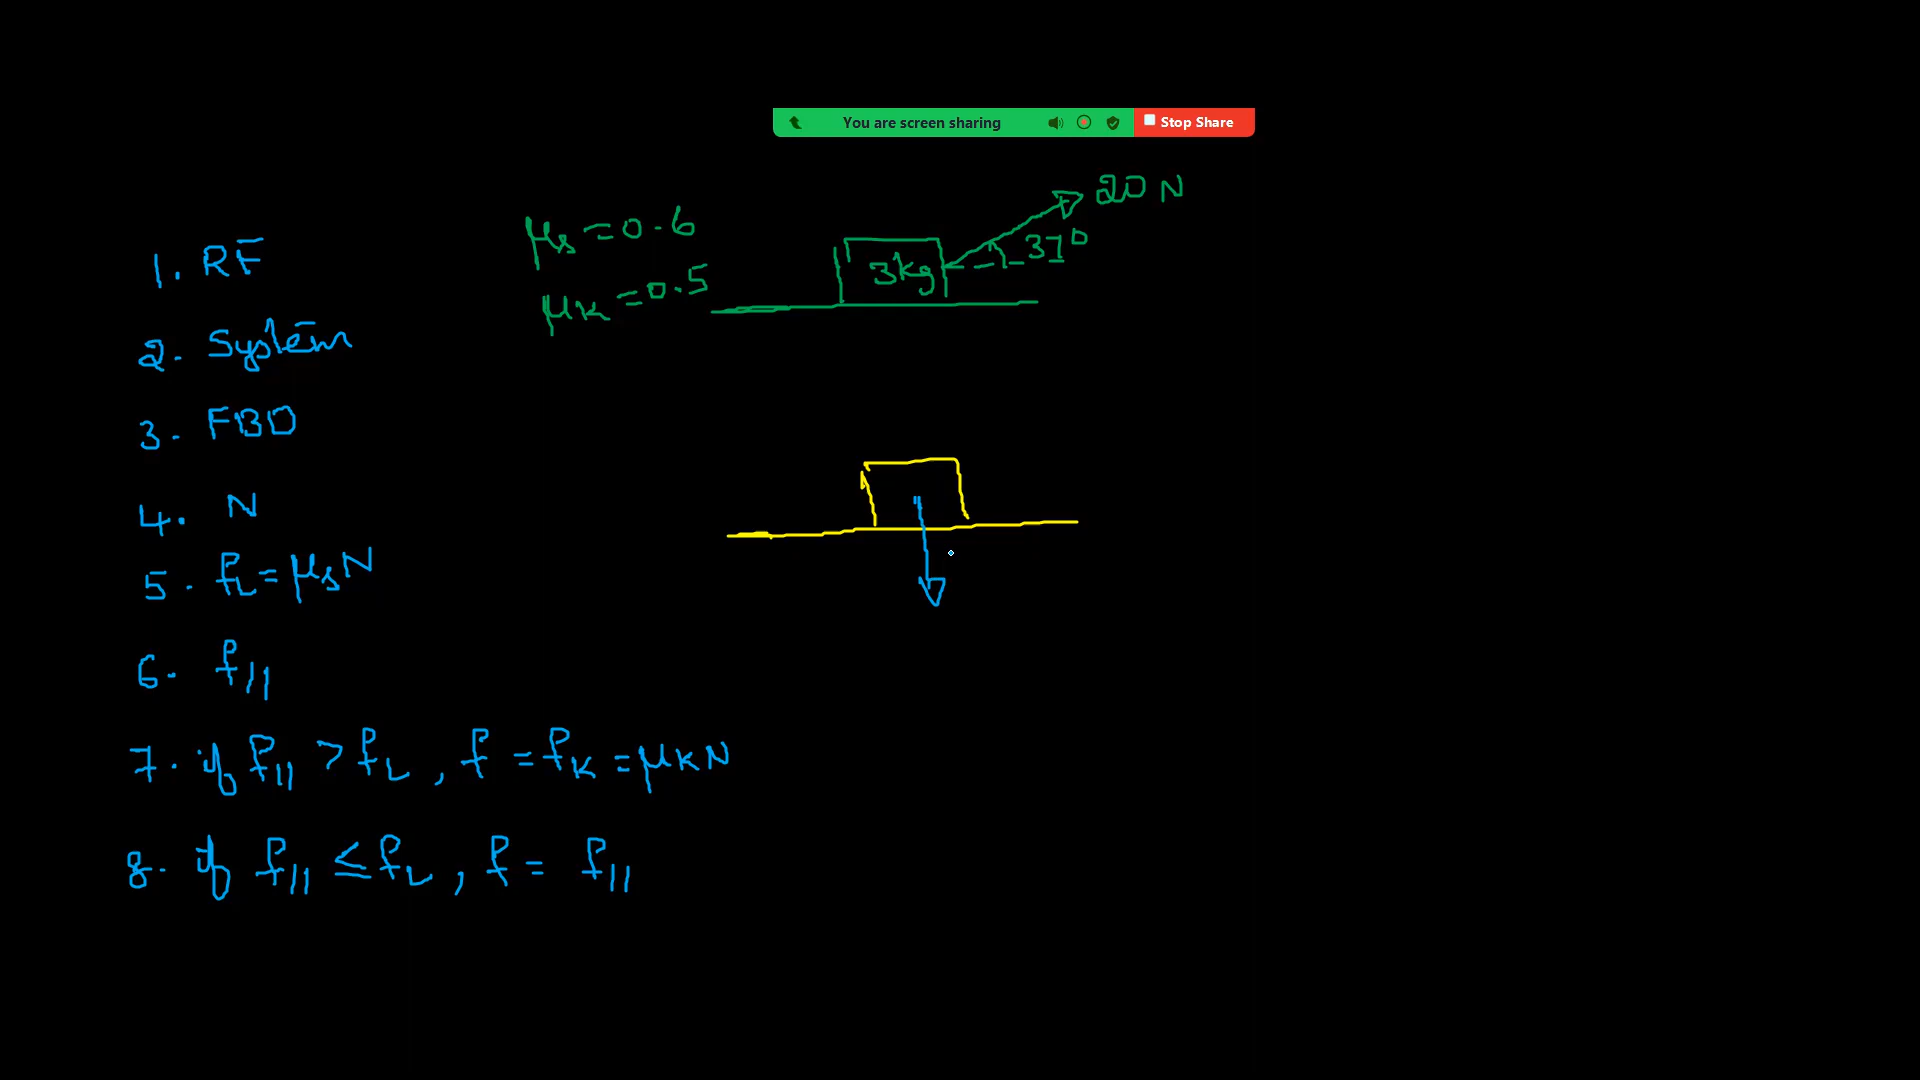 You are screen sharing
Stop Share
20 N
μs = 0.6
37°
3kg
μK = 0.5
1. RF
2. System
3. FBD
4. N
5. fL = μsN
6. f//
7. if f// > fL , f = fK = μKN
8. if f// ≤ fL , f = f//